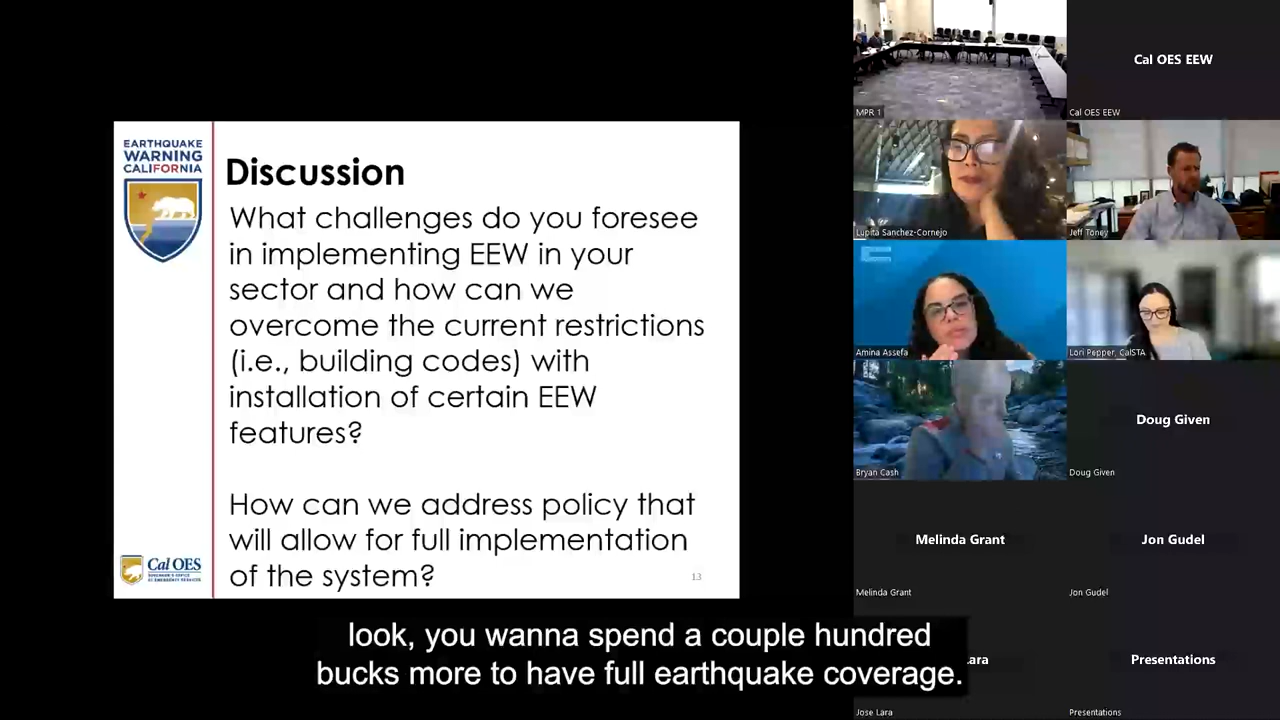 EARTHQUAKE
WARNING
CALIFORNIA
Discussion
What challenges do you foresee
in implementing EEW in your
sector and how can we
overcome the current restrictions
(i.e., building codes) with
installation of certain EEW
features?
How can we address policy that
will allow for full implementation
of the system?
13
Cal OES
GOVERNOR'S OFFICE
OF EMERGENCY SERVICES
MPR 1
Cal OES EEW
Cal OES EEW
Lupita Sanchez-Cornejo
Jeff Toney
Amina Assefa
Lori Pepper, CalSTA
Bryan Cash
Doug Given
Doug Given
Melinda Grant
Melinda Grant
Jon Gudel
Jon Gudel
Jose Lara
Presentations
Presentations
look, you wanna spend a couple hundred
bucks more to have full earthquake coverage.